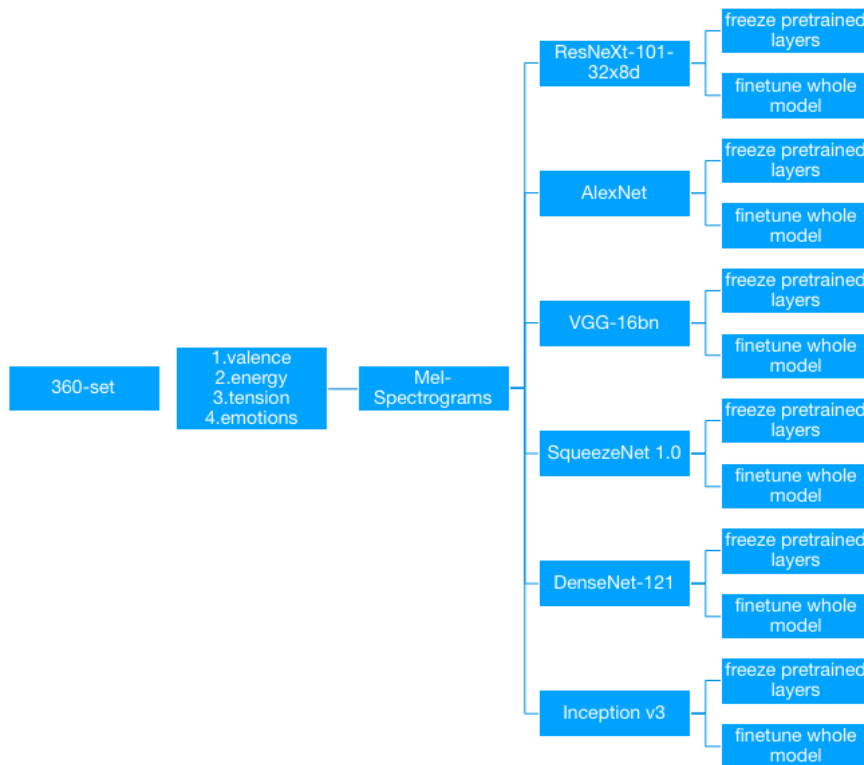 360-set
1.valence
2.energy
3.tension
4.emotions
Mel-
Spectrograms
ResNeXt-101-
32x8d
freeze pretrained
layers
finetune whole
model
AlexNet
freeze pretrained
layers
finetune whole
model
VGG-16bn
freeze pretrained
layers
finetune whole
model
SqueezeNet 1.0
freeze pretrained
layers
finetune whole
model
DenseNet-121
freeze pretrained
layers
finetune whole
model
Inception v3
freeze pretrained
layers
finetune whole
model